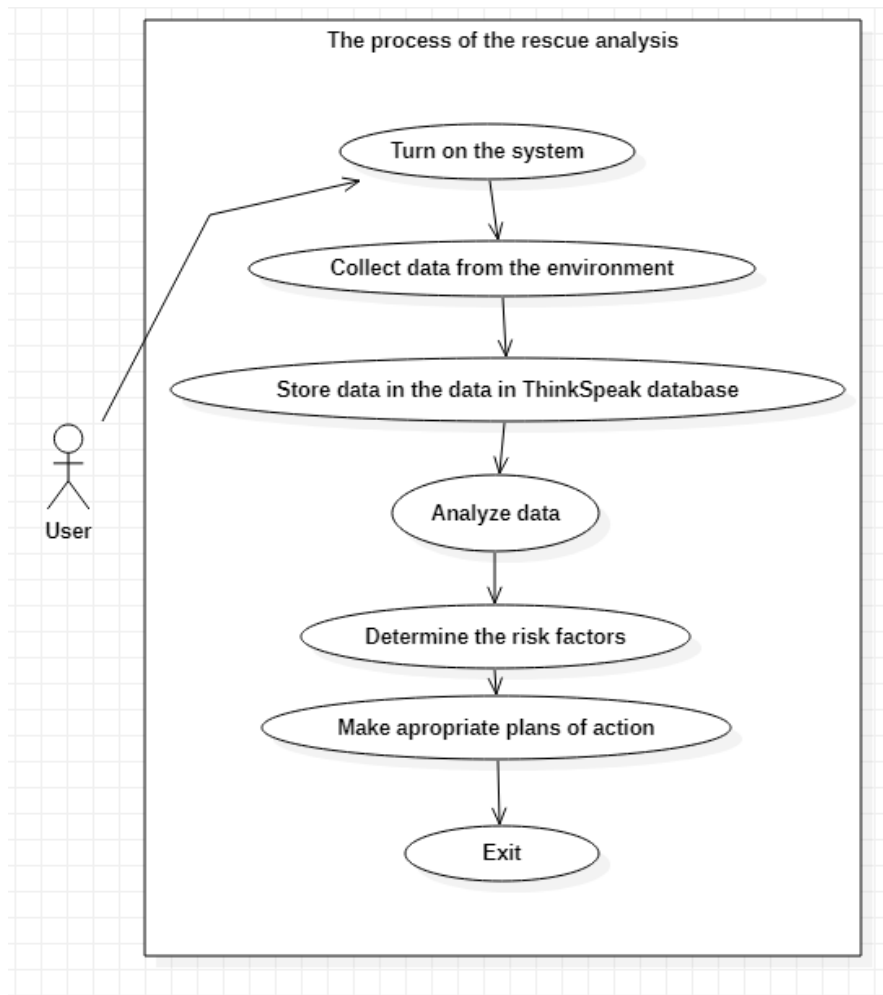 The process of the rescue analysis
Turn on the system
Collect data from the environment
Store data in the data in ThinkSpeak database
Analyze data
User
Determine the risk factors
Make apropriate plans of action
Exit